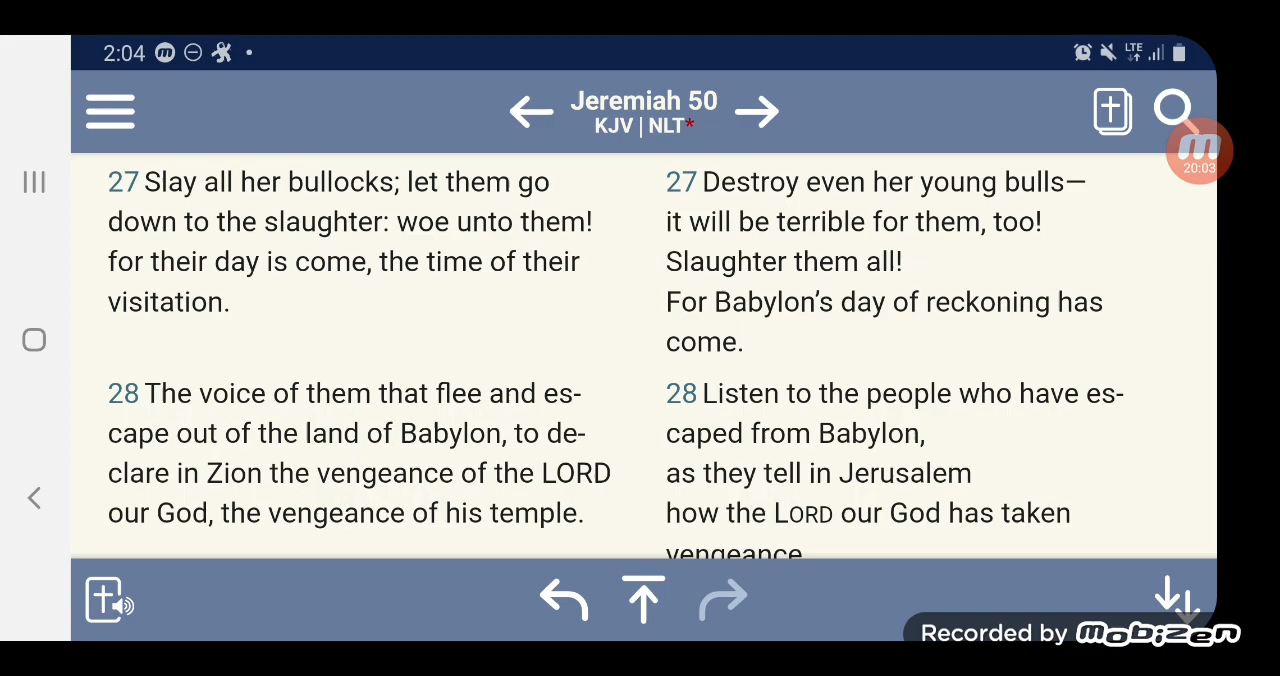 2:04
LTE
Jeremiah 50
KJV | NLT*
20:03
27 Slay all her bullocks; let them go
down to the slaughter: woe unto them!
for their day is come, the time of their
visitation.
28 The voice of them that flee and es-
cape out of the land of Babylon, to de-
clare in Zion the vengeance of the LORD
our God, the vengeance of his temple.
27 Destroy even her young bulls—
it will be terrible for them, too!
Slaughter them all!
For Babylon's day of reckoning has
come.
28 Listen to the people who have es-
caped from Babylon,
as they tell in Jerusalem
how the LORD our God has taken
vengeance
Recorded by Mobizen